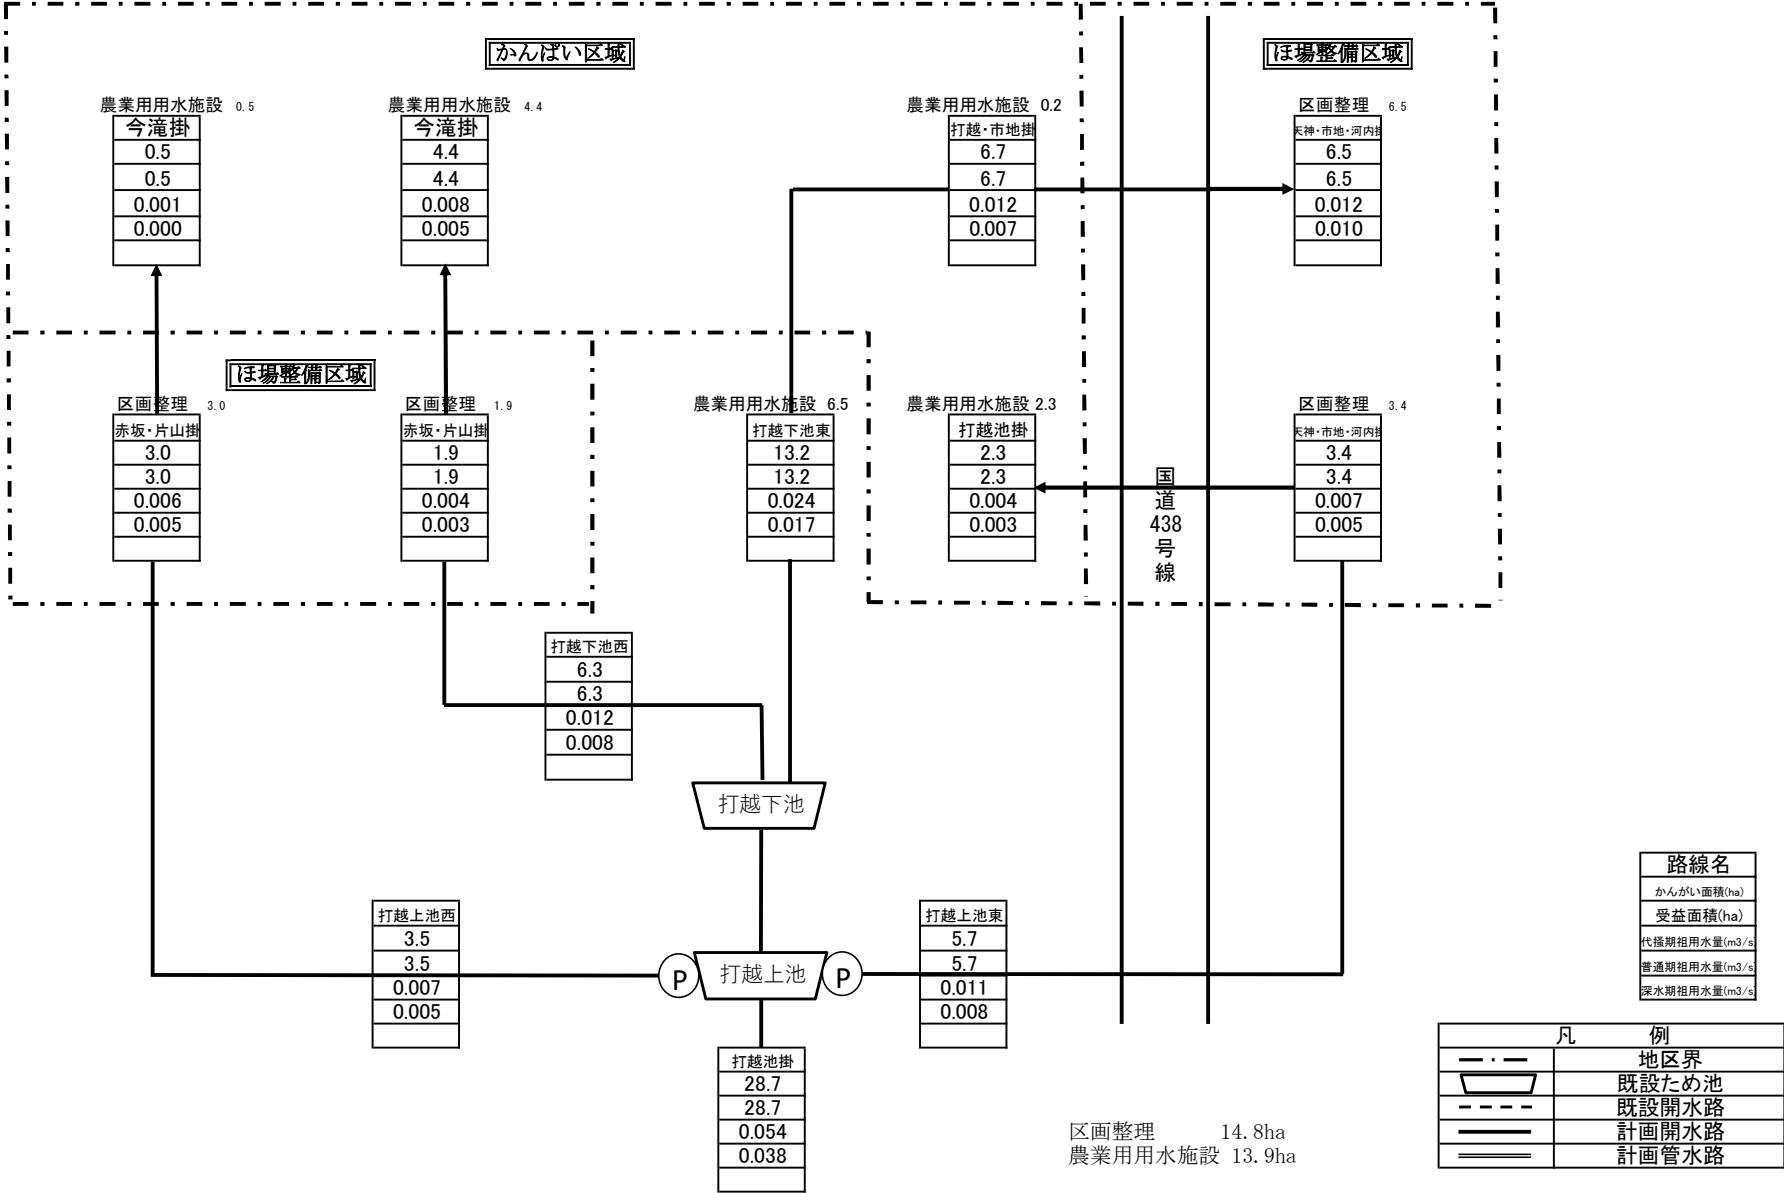 かんぱい区域
ほ場整備区域
農業用用水施設 0.5
今滝掛
0.5
0.5
0.001
0.000
農業用用水施設 4.4
今滝掛
4.4
4.4
0.008
0.005
農業用用水施設 0.2
打越・市地掛
6.7
6.7
0.012
0.007
区画整理 6.5
天神・市地・河内掛
6.5
6.5
0.012
0.010
ほ場整備区域
区画整理 3.0
赤坂・片山掛
3.0
3.0
0.006
0.005
区画整理 1.9
赤坂・片山掛
1.9
1.9
0.004
0.003
農業用用水施設 6.5
打越下池東
13.2
13.2
0.024
0.017
農業用用水施設 2.3
打越池掛
2.3
2.3
0.004
0.003
国道438号線
区画整理 3.4
天神・市地・河内掛
3.4
3.4
0.007
0.005
打越下池西
6.3
6.3
0.012
0.008
打越下池
打越上池西
3.5
3.5
0.007
0.005
P
打越上池
P
打越上池東
5.7
5.7
0.011
0.008
打越池掛
28.7
28.7
0.054
0.038
区画整理 14.8ha
農業用用水施設 13.9ha
路線名
かんがい面積(ha)
受益面積(ha)
代掻期粗用水量(m3/s)
普通期粗用水量(m3/s)
深水期粗用水量(m3/s)
凡 例
地区界
既設ため池
既設開水路
計画開水路
計画管水路